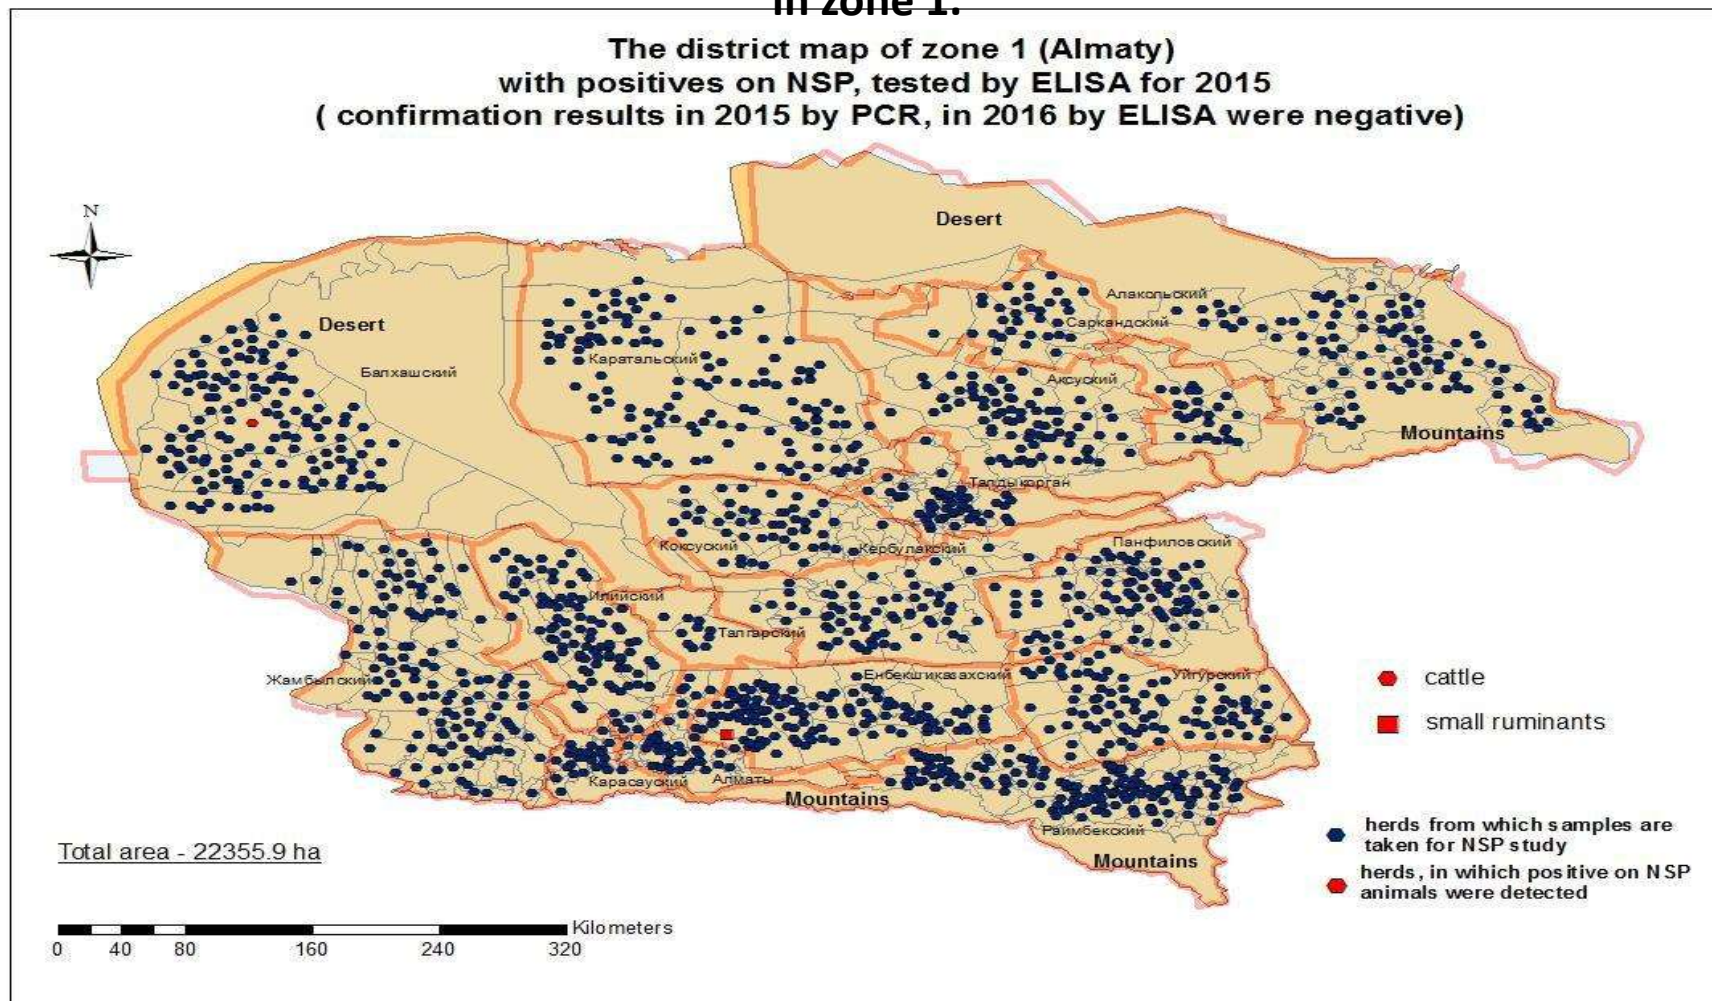 in zone 1.
The district map of zone 1 (Almaty)
with positives on NSP, tested by ELISA for 2015
( confirmation results in 2015 by PCR, in 2016 by ELISA were negative)
N
Desert
Алакольский
Desert
Саркандский
Каратальский
Балхашский
Аксуский
Mountains
Талдыкорган
Панфиловский
Коксуский
Кербулакский
Илийский
Талгарский
Енбекшиказахский
Уйгурский
Жамбылский
cattle
small ruminants
Карасауский
Алматы
Mountains
Раимбекский
Mountains
herds from which samples are
taken for NSP study
herds, in wihich positive on NSP
animals were detected
Total area - 22355.9 ha
Kilometers
0 40 80 160 240 320